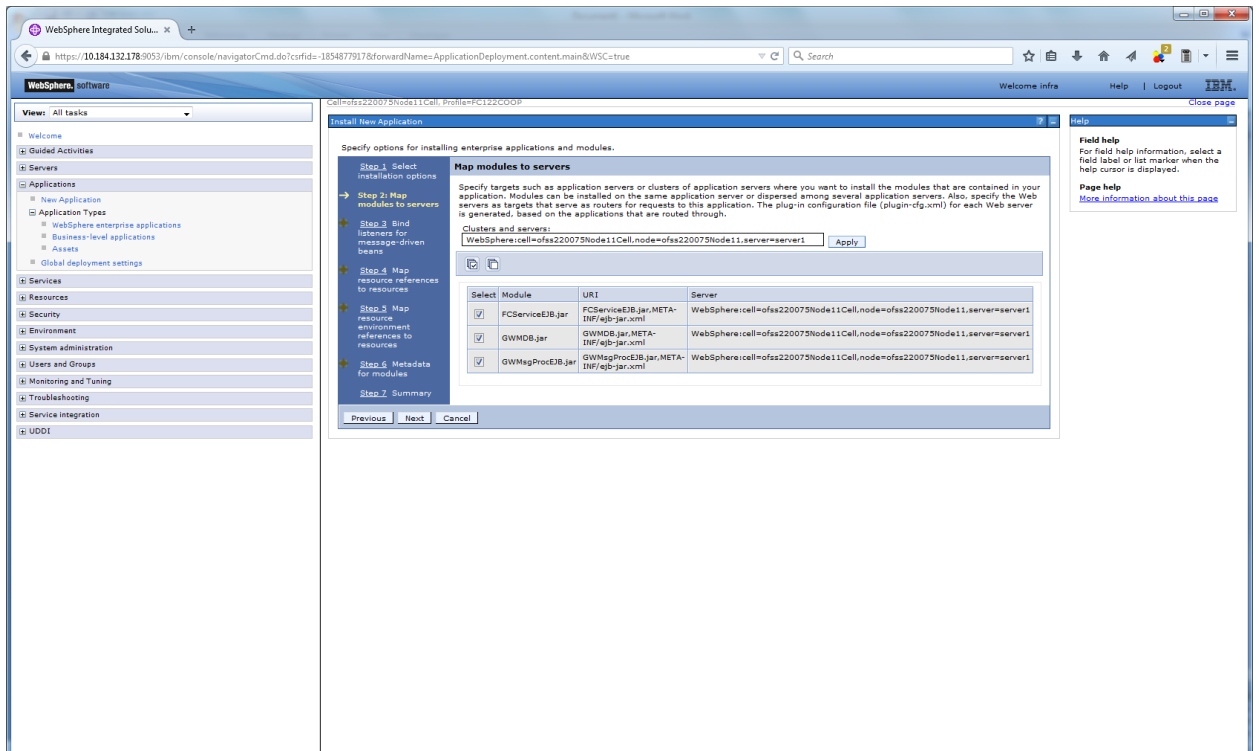 WebSphere Integrated Solu... × +
https://10.184.132.178:9053/ibm/console/navigatorCmd.do?csrfid=-1854877917&forwardName=ApplicationDeployment.content.main&WSC=true
Search
2
WebSphere. software
Welcome infra
Help | Logout
IBM.
View: All tasks
Welcome
Guided Activities
Servers
Applications
New Application
Application Types
WebSphere enterprise applications
Business-level applications
Assets
Global deployment settings
Services
Resources
Security
Environment
System administration
Users and Groups
Monitoring and Tuning
Troubleshooting
Service integration
UDDI
Cell=ofss220075Node11Cell, Profile=FC122COOP
Close page
Install New Application
?
Specify options for installing enterprise applications and modules.
Step 1 Select
installation options
Step 2: Map
modules to servers
Step 3 Bind
listeners for
message-driven
beans
Step 4 Map
resource references
to resources
Step 5 Map
resource
environment
references to
resources
Step 6 Metadata
for modules
Step 7 Summary
Map modules to servers
Specify targets such as application servers or clusters of application servers where you want to install the modules that are contained in your
application. Modules can be installed on the same application server or dispersed among several application servers. Also, specify the Web
servers as targets that serve as routers for requests to this application. The plug-in configuration file (plugin-cfg.xml) for each Web server
is generated, based on the applications that are routed through.
Clusters and servers:
WebSphere:cell=ofss220075Node11Cell,node=ofss220075Node11,server=server1
Apply
Select Module URI Server
FCServiceEJB.jar FCServiceEJB.jar,META-INF/ejb-jar.xml WebSphere:cell=ofss220075Node11Cell,node=ofss220075Node11,server=server1
GWMDB.jar GWMDB.jar,META-INF/ejb-jar.xml WebSphere:cell=ofss220075Node11Cell,node=ofss220075Node11,server=server1
GWMsgProcEJB.jar GWMsgProcEJB.jar,META-INF/ejb-jar.xml WebSphere:cell=ofss220075Node11Cell,node=ofss220075Node11,server=server1
Previous Next Cancel
Help
Field help
For field help information, select a
field label or list marker when the
help cursor is displayed.
Page help
More information about this page